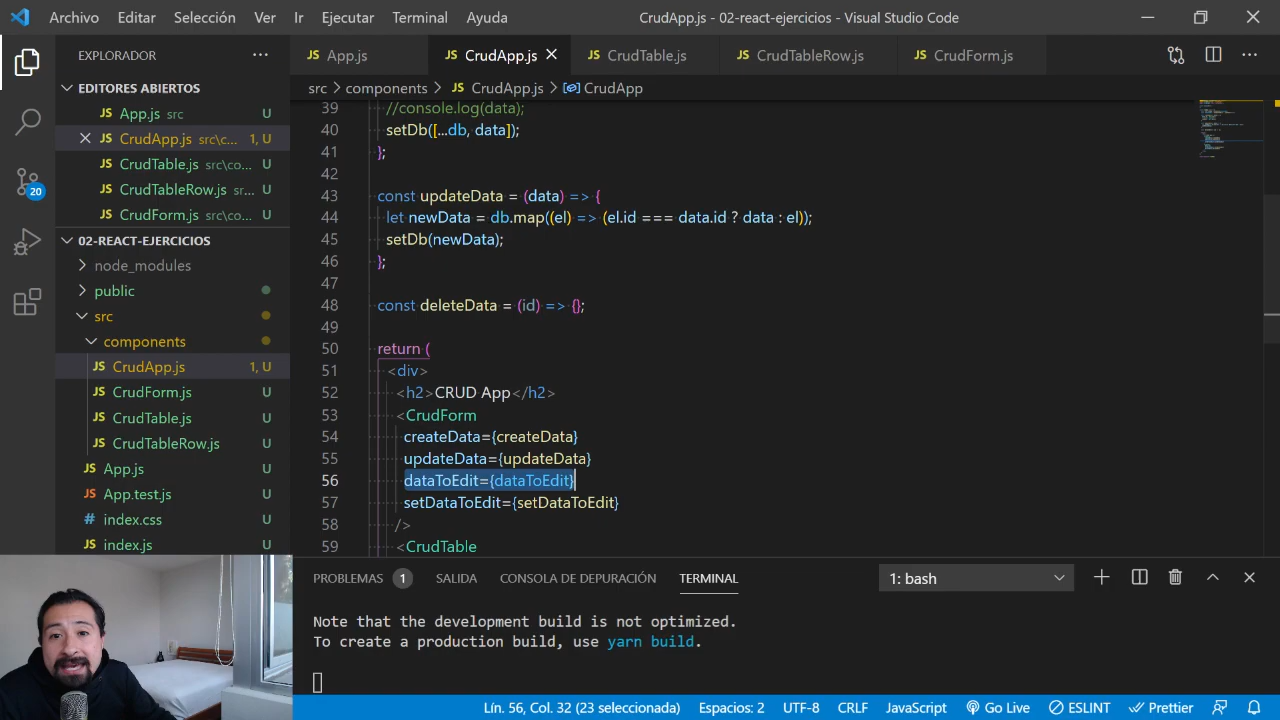 Archivo Editar Selección Ver Ir Ejecutar Terminal Ayuda CrudApp.js - 02-react-ejercicios - Visual Studio Code
EXPLORADOR ...
EDITORES ABIERTOS
JS App.js src U
JS CrudApp.js src\c... 1, U
JS CrudTable.js src\co... U
JS CrudTableRow.js sr... U
JS CrudForm.js src\co... U
02-REACT-EJERCICIOS
node_modules
public
src
components
JS CrudApp.js 1, U
JS CrudForm.js U
JS CrudTable.js U
JS CrudTableRow.js U
JS App.js U
JS App.test.js U
# index.css U
JS index.js U
20
JS App.js JS CrudApp.js JS CrudTable.js JS CrudTableRow.js JS CrudForm.js
src > components > JS CrudApp.js > CrudApp
39 //console.log(data);
40 setDb([...db, data]);
41 };
42
43 const updateData = (data) => {
44 let newData = db.map((el) => (el.id === data.id ? data : el));
45 setDb(newData);
46 };
47
48 const deleteData = (id) => {};
49
50 return (
51 <div>
52 <h2>CRUD App</h2>
53 <CrudForm
54 createData={createData}
55 updateData={updateData}
56 dataToEdit={dataToEdit}
57 setDataToEdit={setDataToEdit}
58 />
59 <CrudTable
PROBLEMAS 1 SALIDA CONSOLA DE DEPURACIÓN TERMINAL 1: bash
Note that the development build is not optimized.
To create a production build, use yarn build.
Lín. 56, Col. 32 (23 seleccionada) Espacios: 2 UTF-8 CRLF JavaScript Go Live ESLINT Prettier